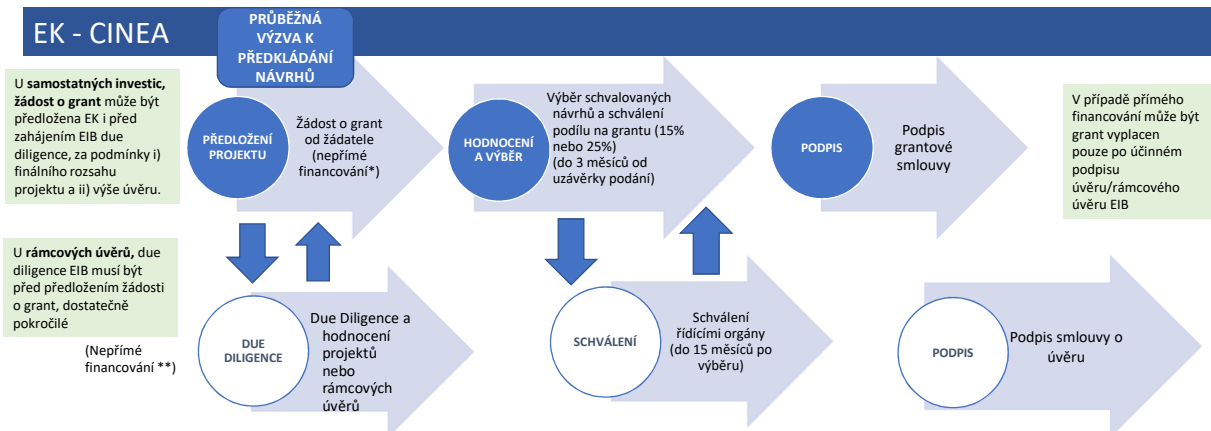 EK - CINEA
PRŮBĚŽNÁ
VÝZVA K
PŘEDKLÁDÁNÍ
NÁVRHŮ
U samostatných investic,
žádost o grant může být
předložena EK i před
zahájením EIB due
diligence, za podmínky i)
finálního rozsahu
projektu a ii) výše úvěru.
PŘEDLOŽENÍ
PROJEKTU
Žádost o grant
od žadatele
(nepřímé
financování*)
HODNOCENÍ
A VÝBĚR
Výběr schvalovaných
návrhů a schválení
podílu na grantu (15%
nebo 25%)
(do 3 měsíců od
uzávěrky podání)
PODPIS
Podpis
grantové
smlouvy
V případě přímého
financování může být
grant vyplacen
pouze po účinném
podpisu
úvěru/rámcového
úvěru EIB
U rámcových úvěrů, due
diligence EIB musí být
před předložením žádosti
o grant, dostatečně
pokročilé
(Nepřímé
financování **)
DUE
DILIGENCE
Due Diligence a
hodnocení
projektů
nebo
rámcových
úvěrů
SCHVÁLENÍ
Schválení
řídícími orgány
(do 15 měsíců po
výběru)
PODPIS
Podpis smlouvy o
úvěru